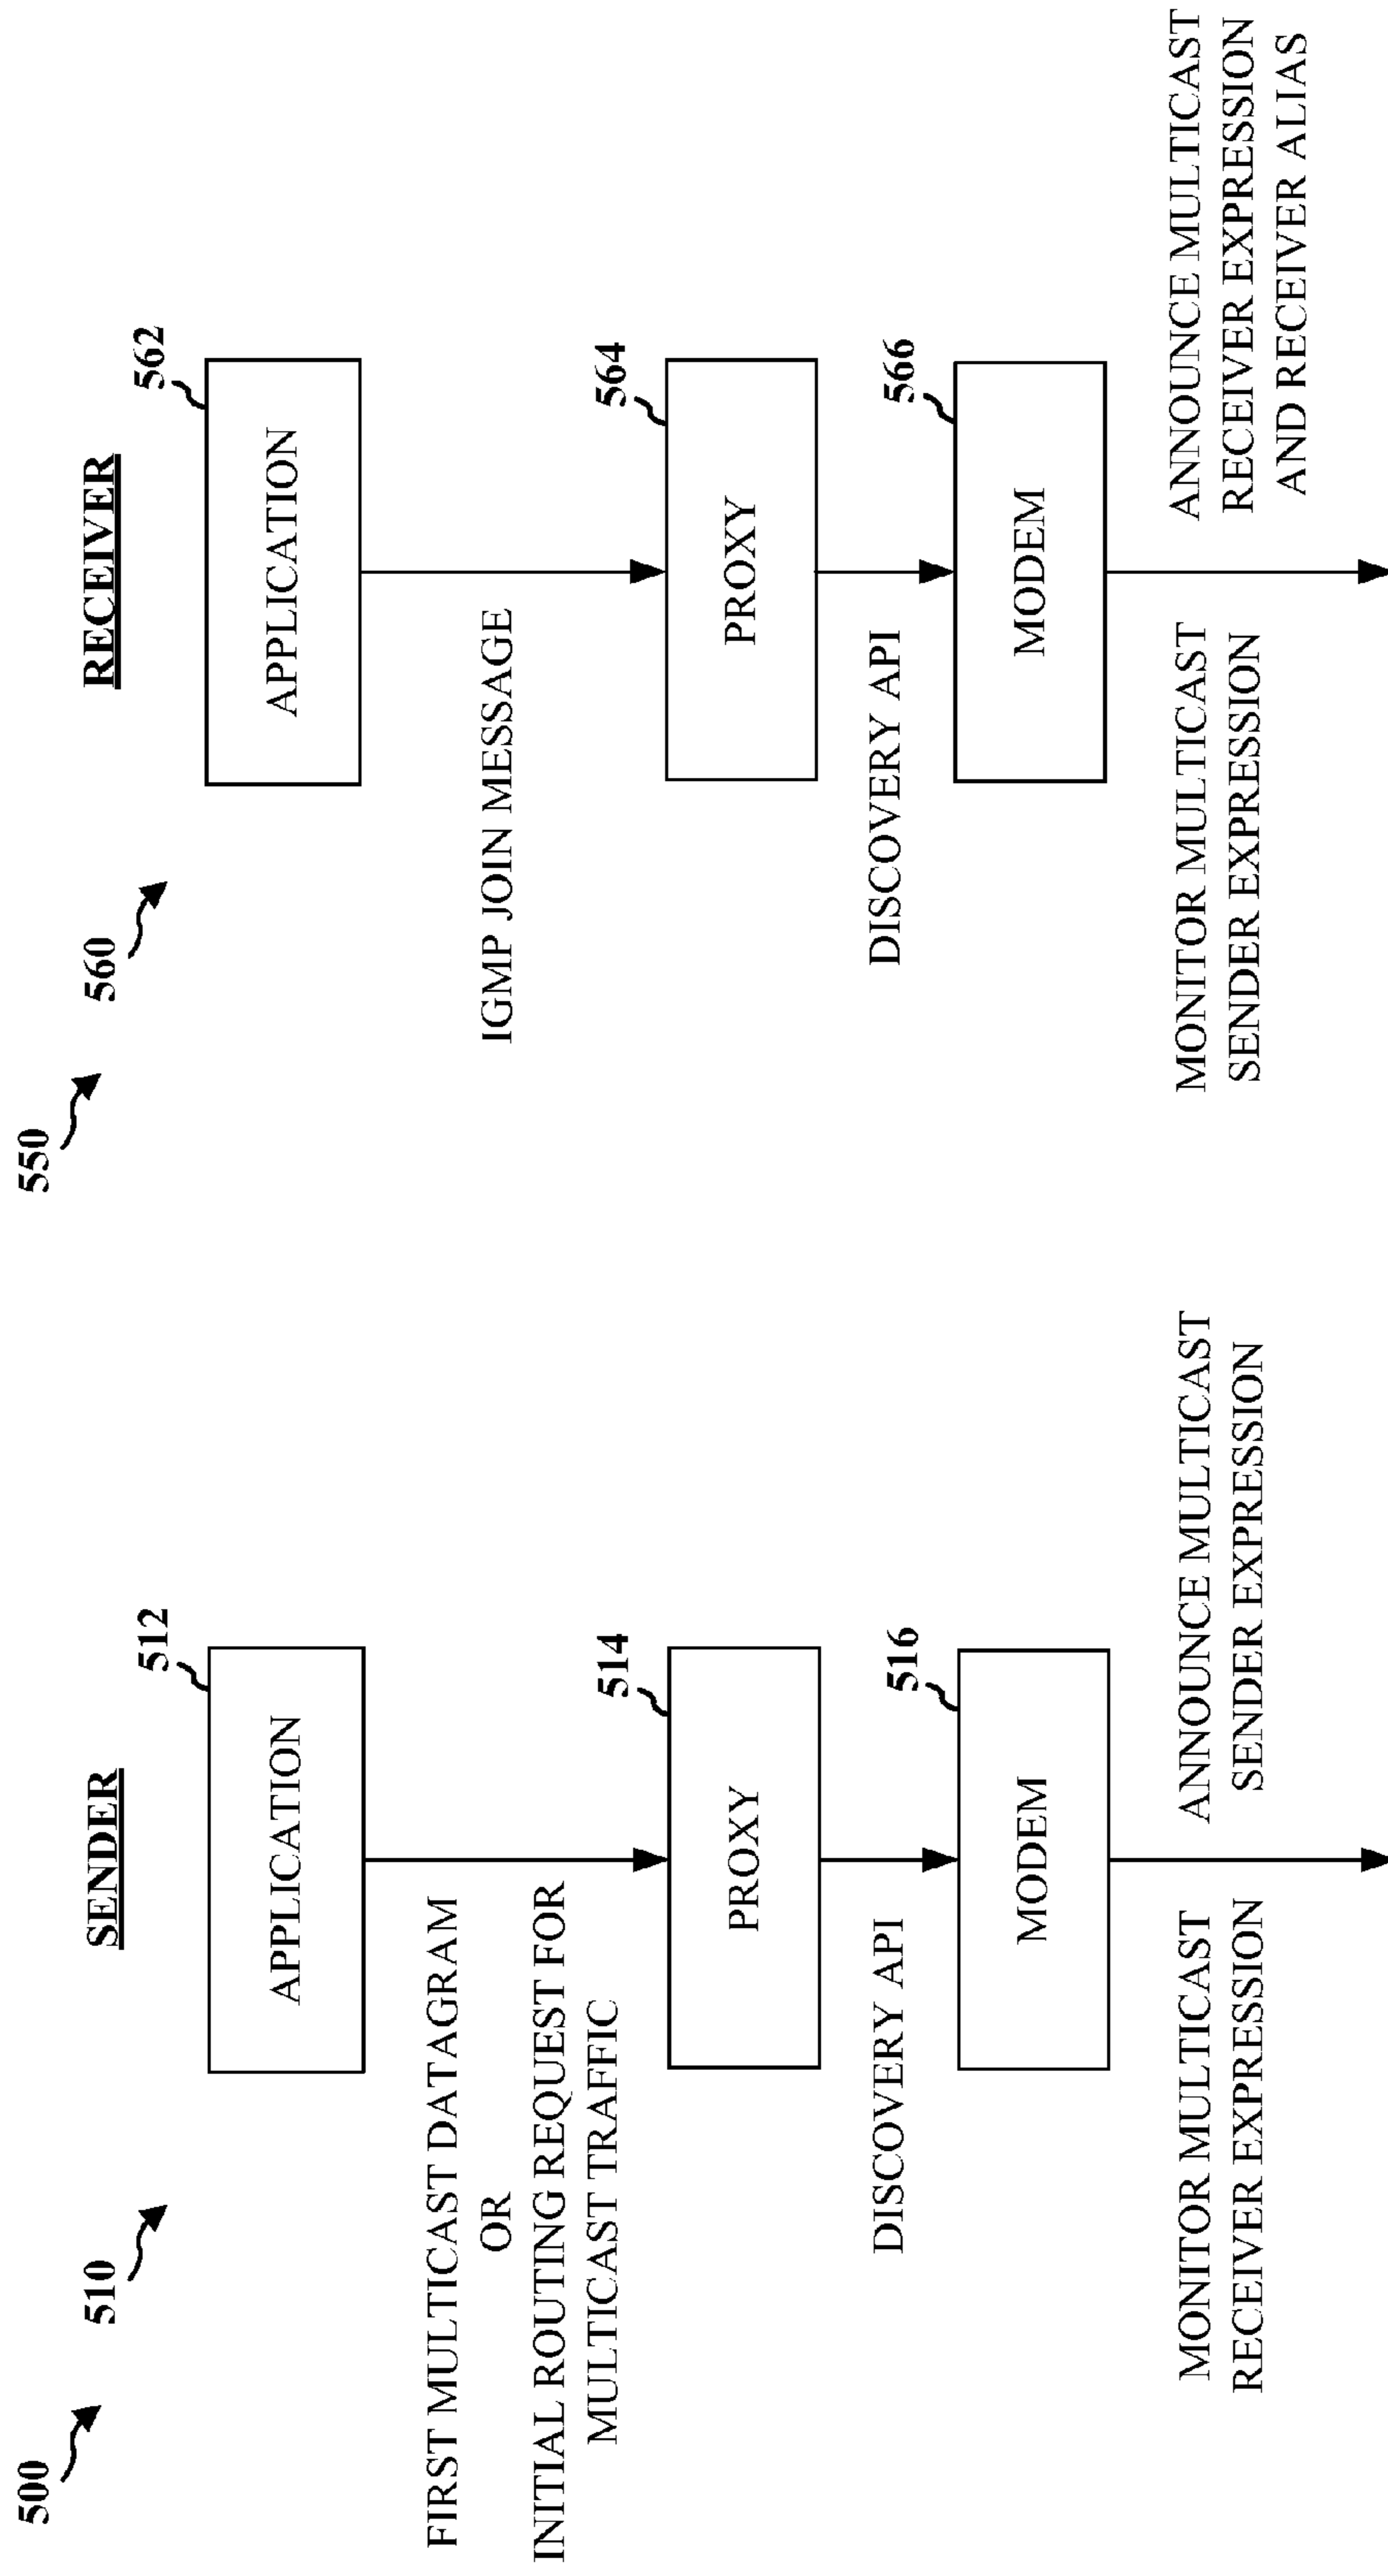 500
510
SENDER
512
APPLICATION
FIRST MULTICAST DATAGRAM
OR
INITIAL ROUTING REQUEST FOR
MULTICAST TRAFFIC
514
PROXY
DISCOVERY API
516
MODEM
MONITOR MULTICAST
RECEIVER EXPRESSION
ANNOUNCE MULTICAST
SENDER EXPRESSION
550
560
RECEIVER
562
APPLICATION
IGMP JOIN MESSAGE
564
PROXY
DISCOVERY API
566
MODEM
MONITOR MULTICAST
SENDER EXPRESSION
ANNOUNCE MULTICAST
RECEIVER EXPRESSION
AND RECEIVER ALIAS